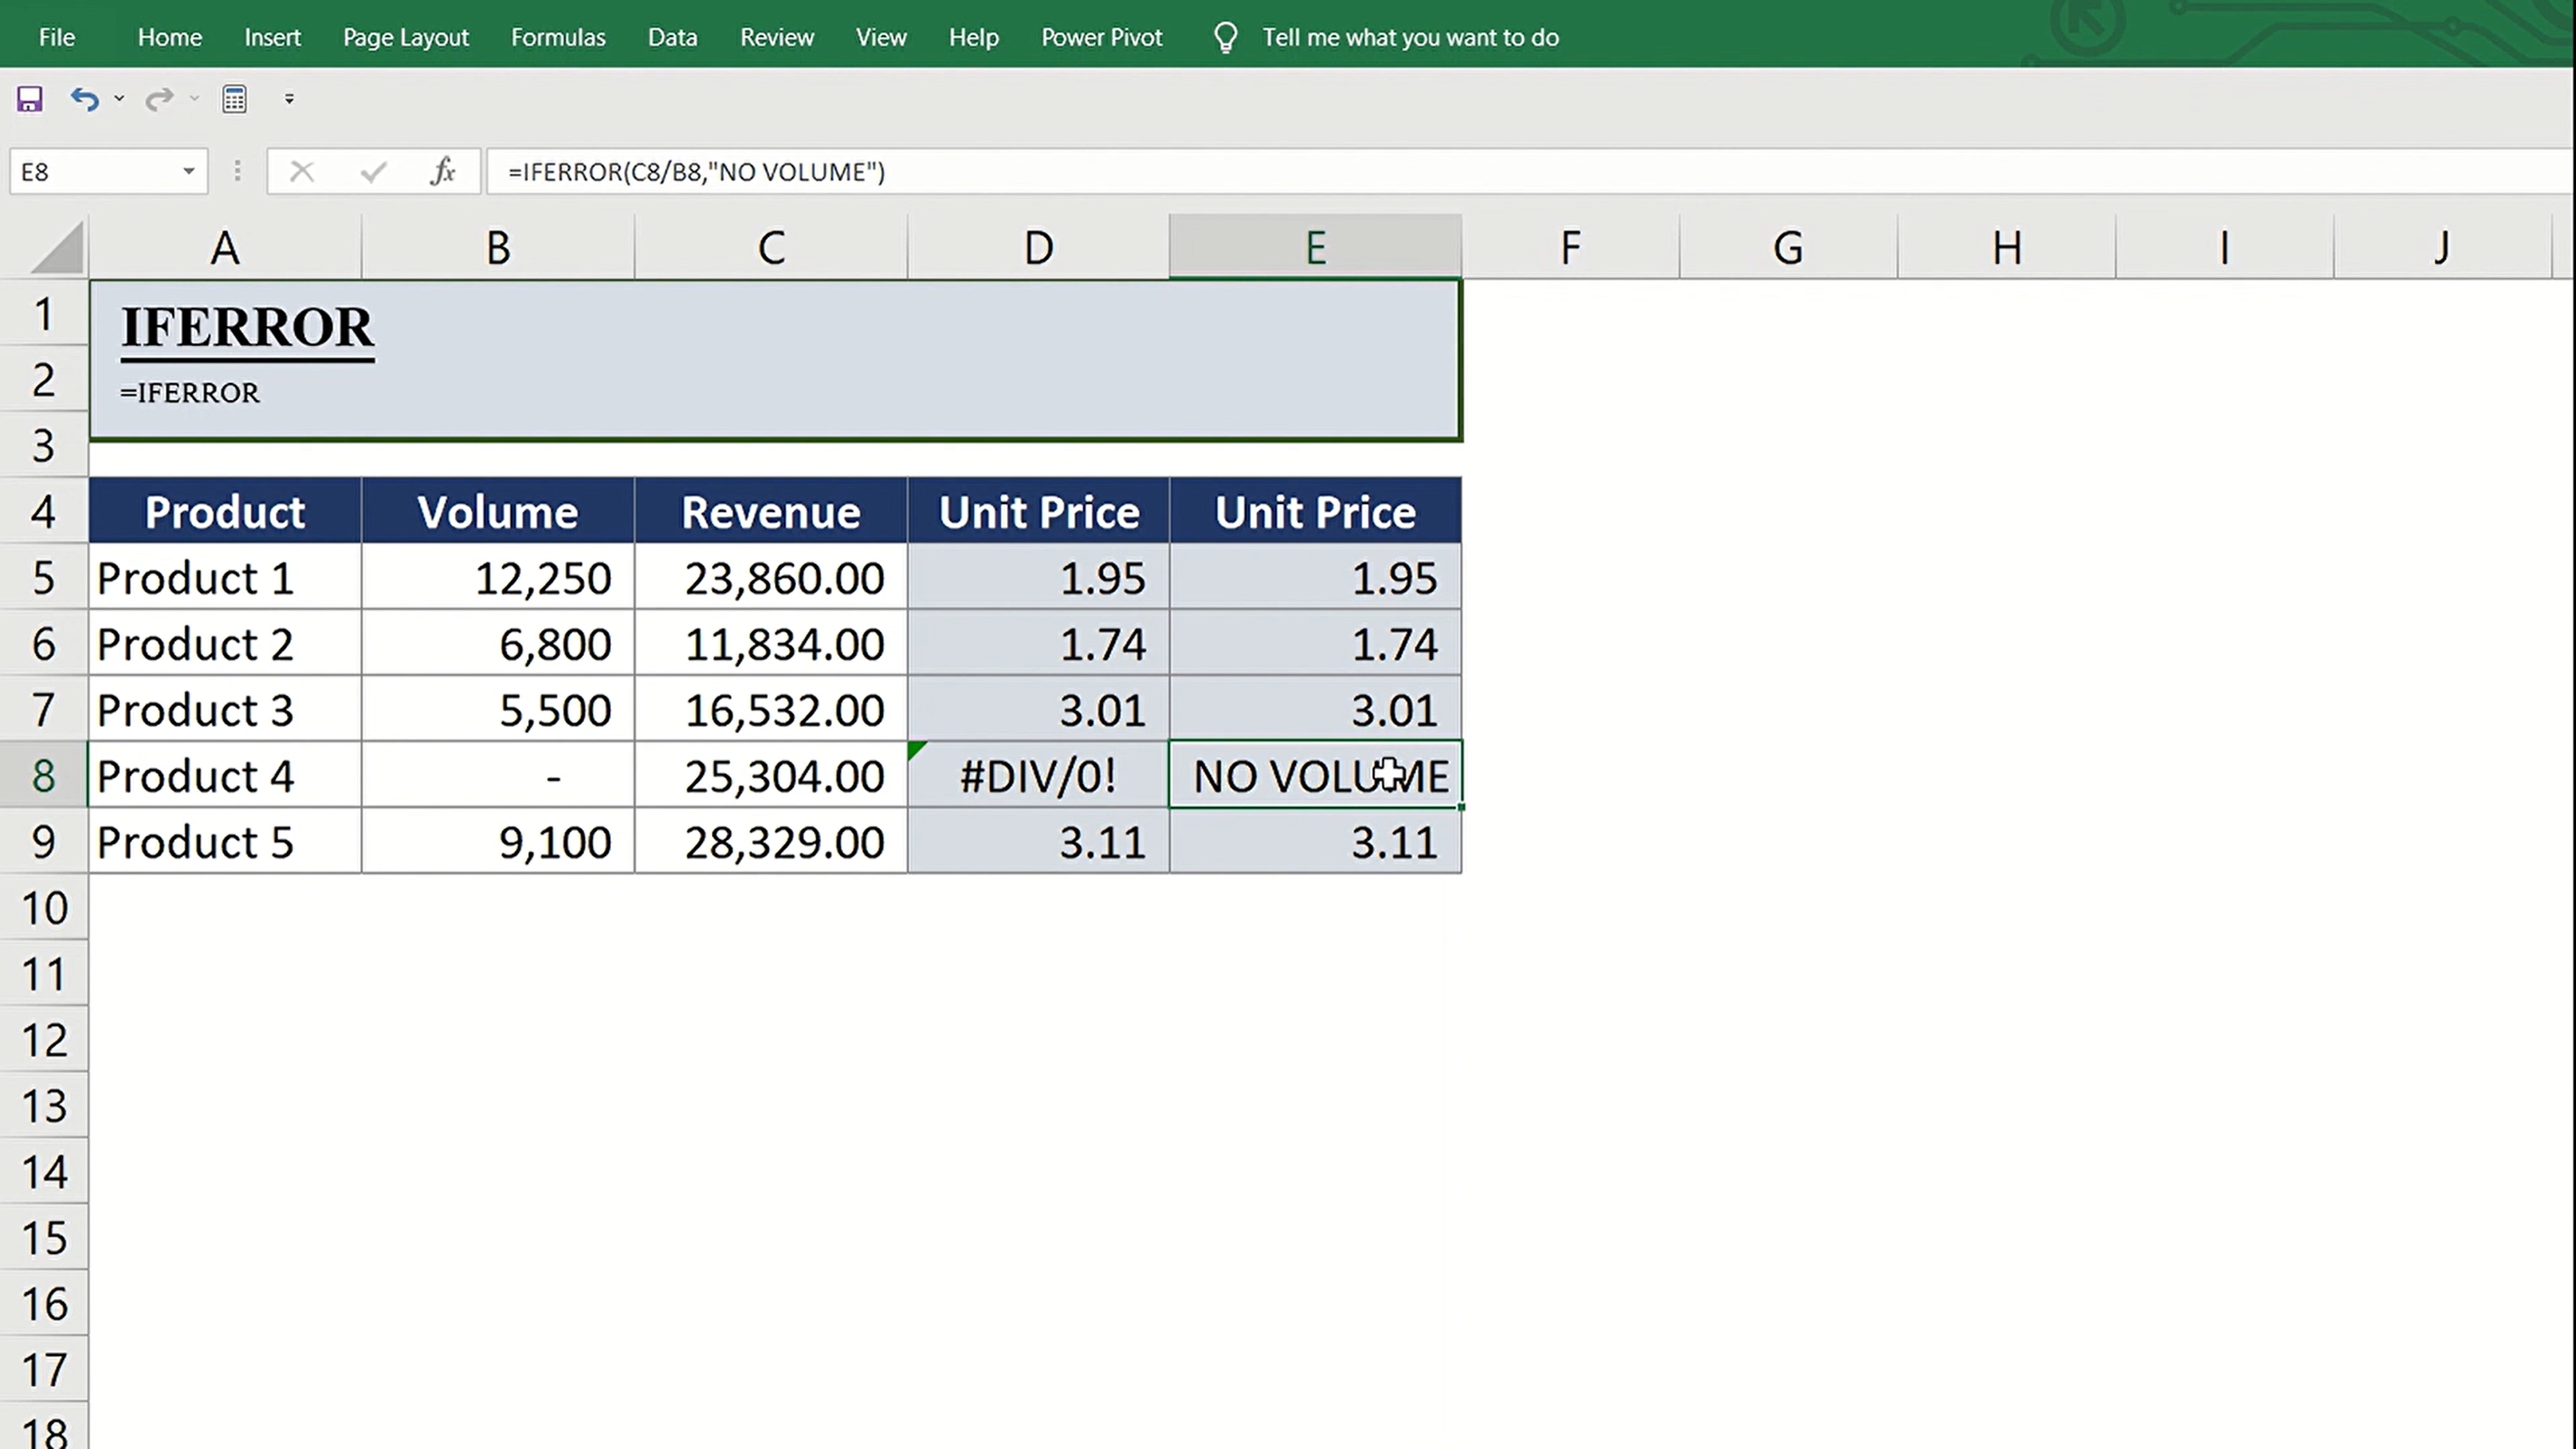 File Home Insert Page Layout Formulas Data Review View Help Power Pivot Tell me what you want to do
E8 fx =IFERROR(C8/B8,"NO VOLUME")
A B C D E F G H I J
1 IFERROR
2 =IFERROR
3
4 Product Volume Revenue Unit Price Unit Price
5 Product 1 12,250 23,860.00 1.95 1.95
6 Product 2 6,800 11,834.00 1.74 1.74
7 Product 3 5,500 16,532.00 3.01 3.01
8 Product 4 - 25,304.00 #DIV/0! NO VOLUME
9 Product 5 9,100 28,329.00 3.11 3.11
10
11
12
13
14
15
16
17
18